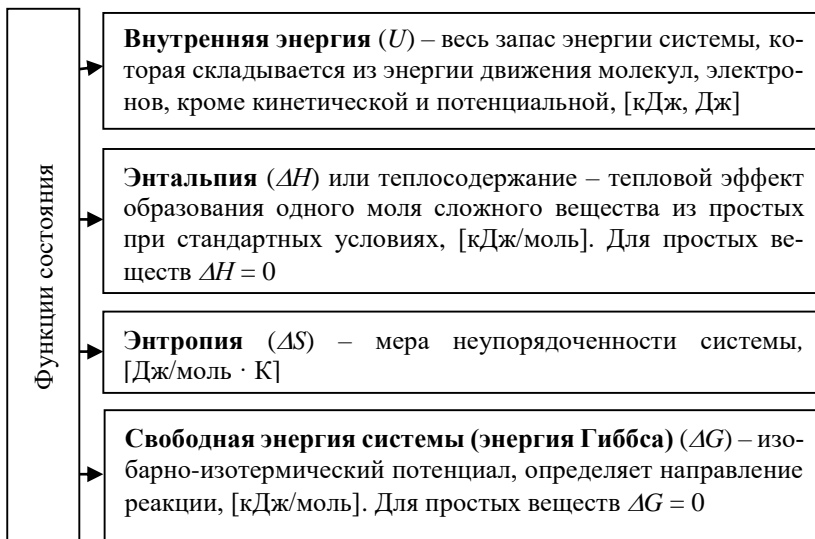 Функции состояния
Внутренняя энергия (U) – весь запас энергии системы, ко-
торая складывается из энергии движения молекул, электро-
нов, кроме кинетической и потенциальной, [кДж, Дж]
Энтальпия (ΔH) или теплосодержание – тепловой эффект
образования одного моля сложного вещества из простых
при стандартных условиях, [кДж/моль]. Для простых ве-
ществ ΔH = 0
Энтропия (ΔS) – мера неупорядоченности системы,
[Дж/моль · К]
Свободная энергия системы (энергия Гиббса) (ΔG) – изо-
барно-изотермический потенциал, определяет направление
реакции, [кДж/моль]. Для простых веществ ΔG = 0